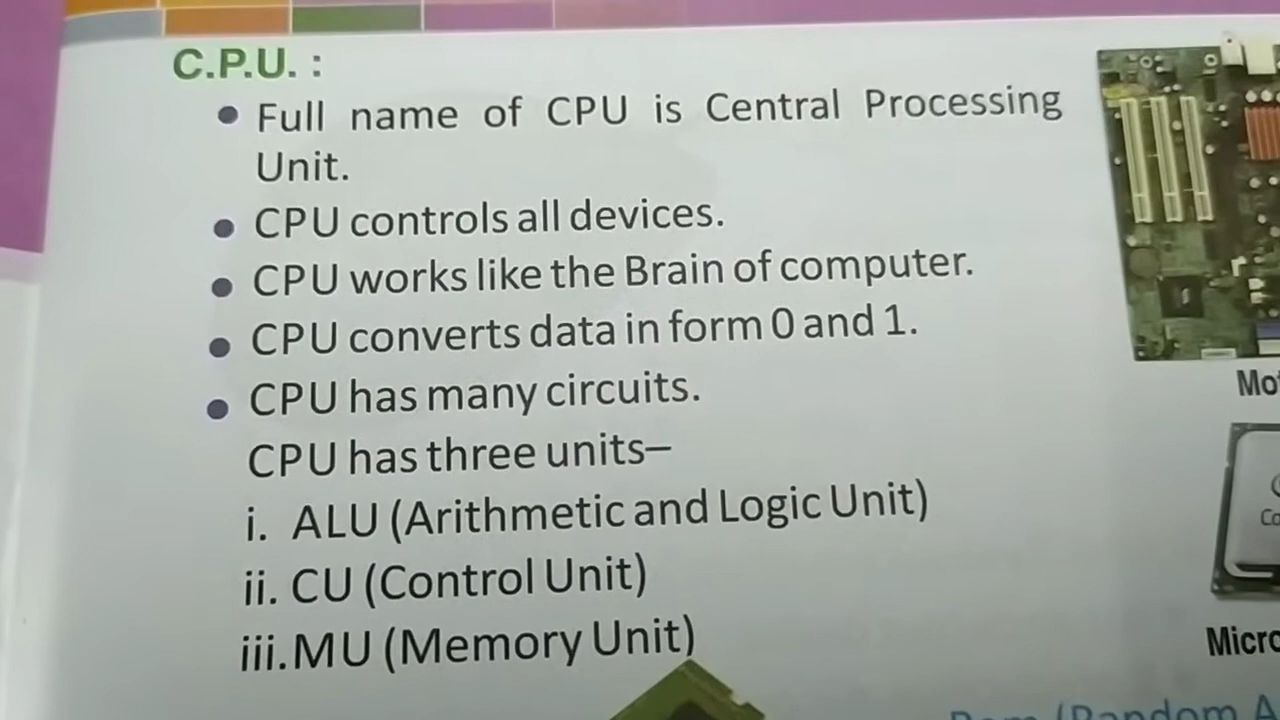 C.P.U. :
● Full name of CPU is Central Processing
Unit.
● CPU controls all devices.
● CPU works like the Brain of computer.
● CPU converts data in form 0 and 1.
● CPU has many circuits.
CPU has three units–
i. ALU (Arithmetic and Logic Unit)
ii. CU (Control Unit)
iii. MU (Memory Unit)